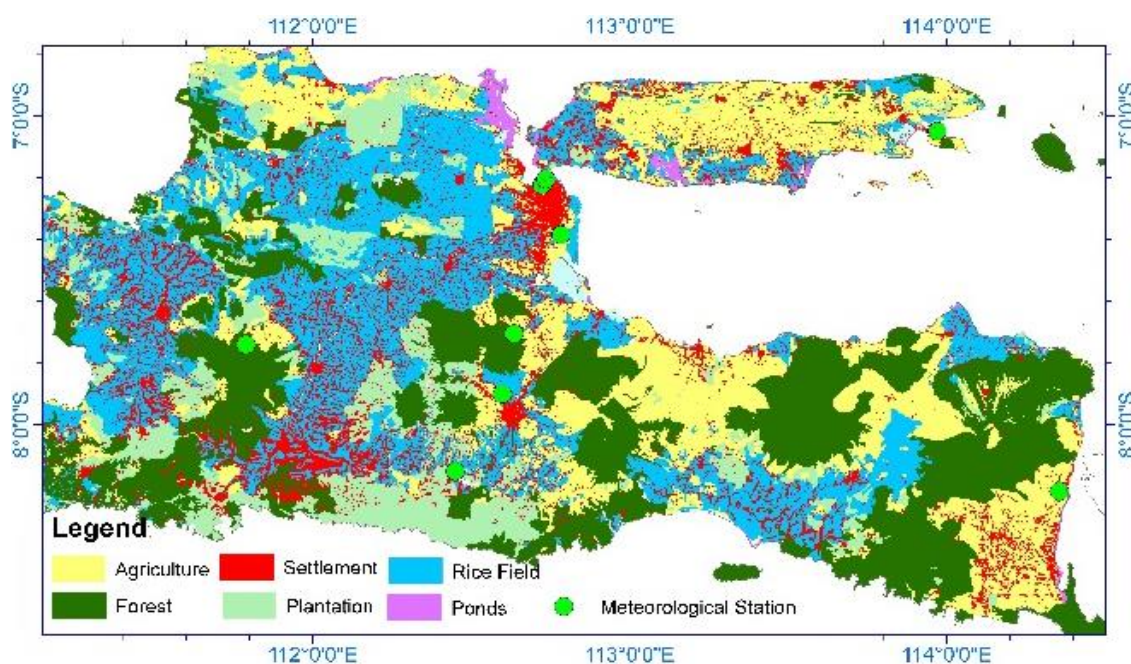 112°0'0"E 113°0'0"E 114°0'0"E
7°0'0"S 7°0'0"S
8°0'0"S 8°0'0"S
Legend
Agriculture Settlement Rice Field
Forest Plantation Ponds Meteorological Station
112°0'0"E 113°0'0"E 114°0'0"E